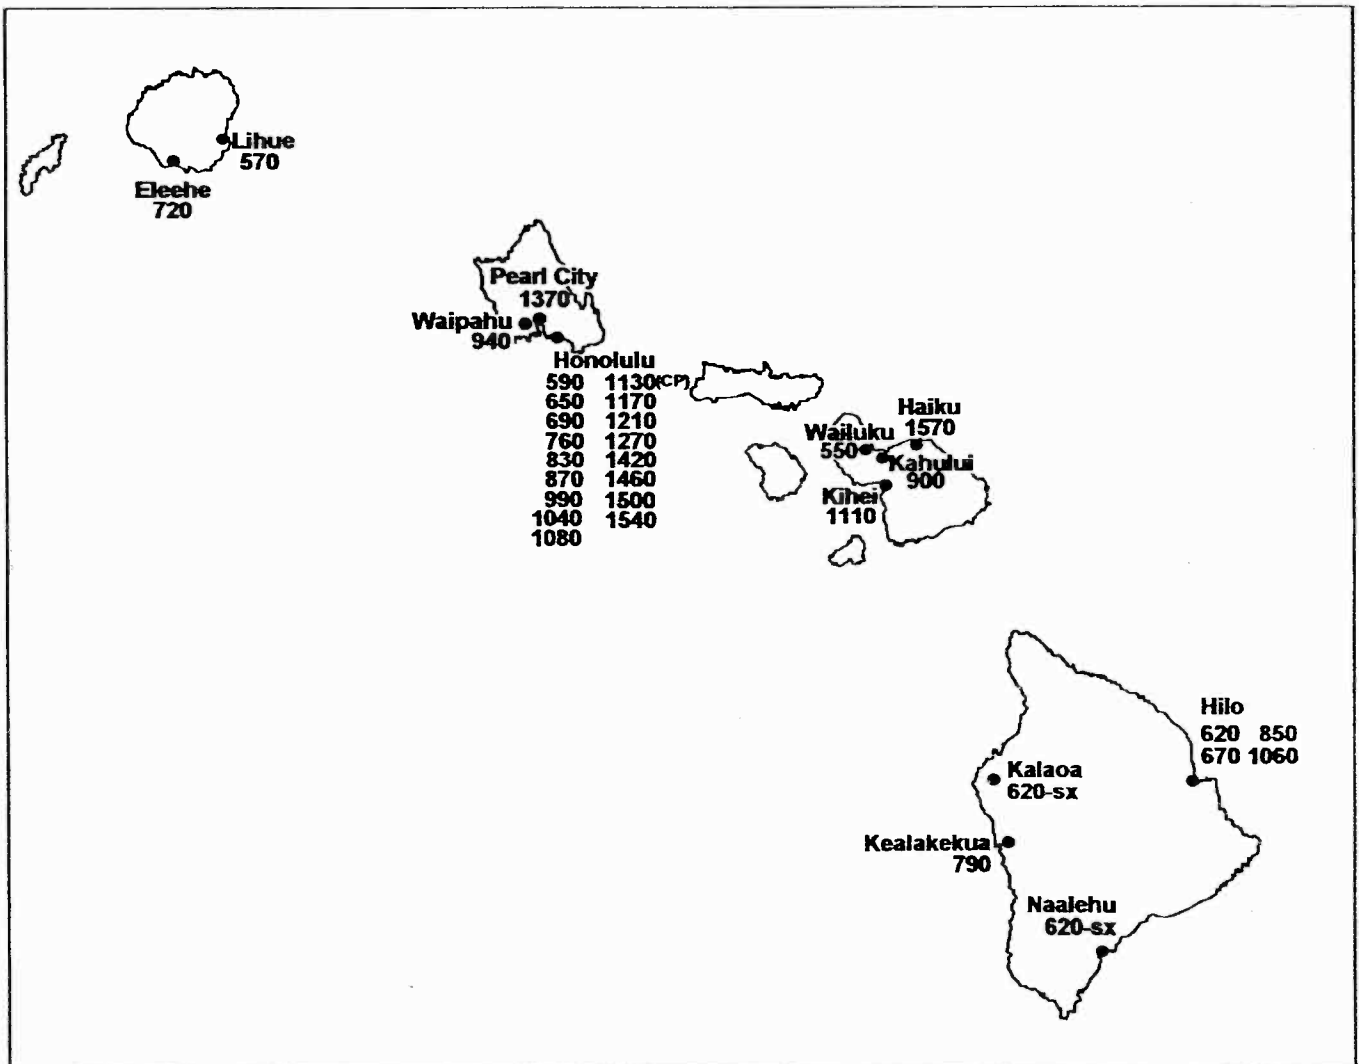 Lihue
570
Eleehe
720
Pearl City
1370
Waipahu
940
Honolulu
590 1130(CP)
650 1170
690 1210
760 1270
830 1420
870 1460
990 1500
1040 1540
1080
Haiku
1570
Wailuku
550
Kahului
900
Kihei
1110
Hilo
620 850
670 1060
Kalaoa
620-sx
Kealakekua
790
Naalehu
620-sx